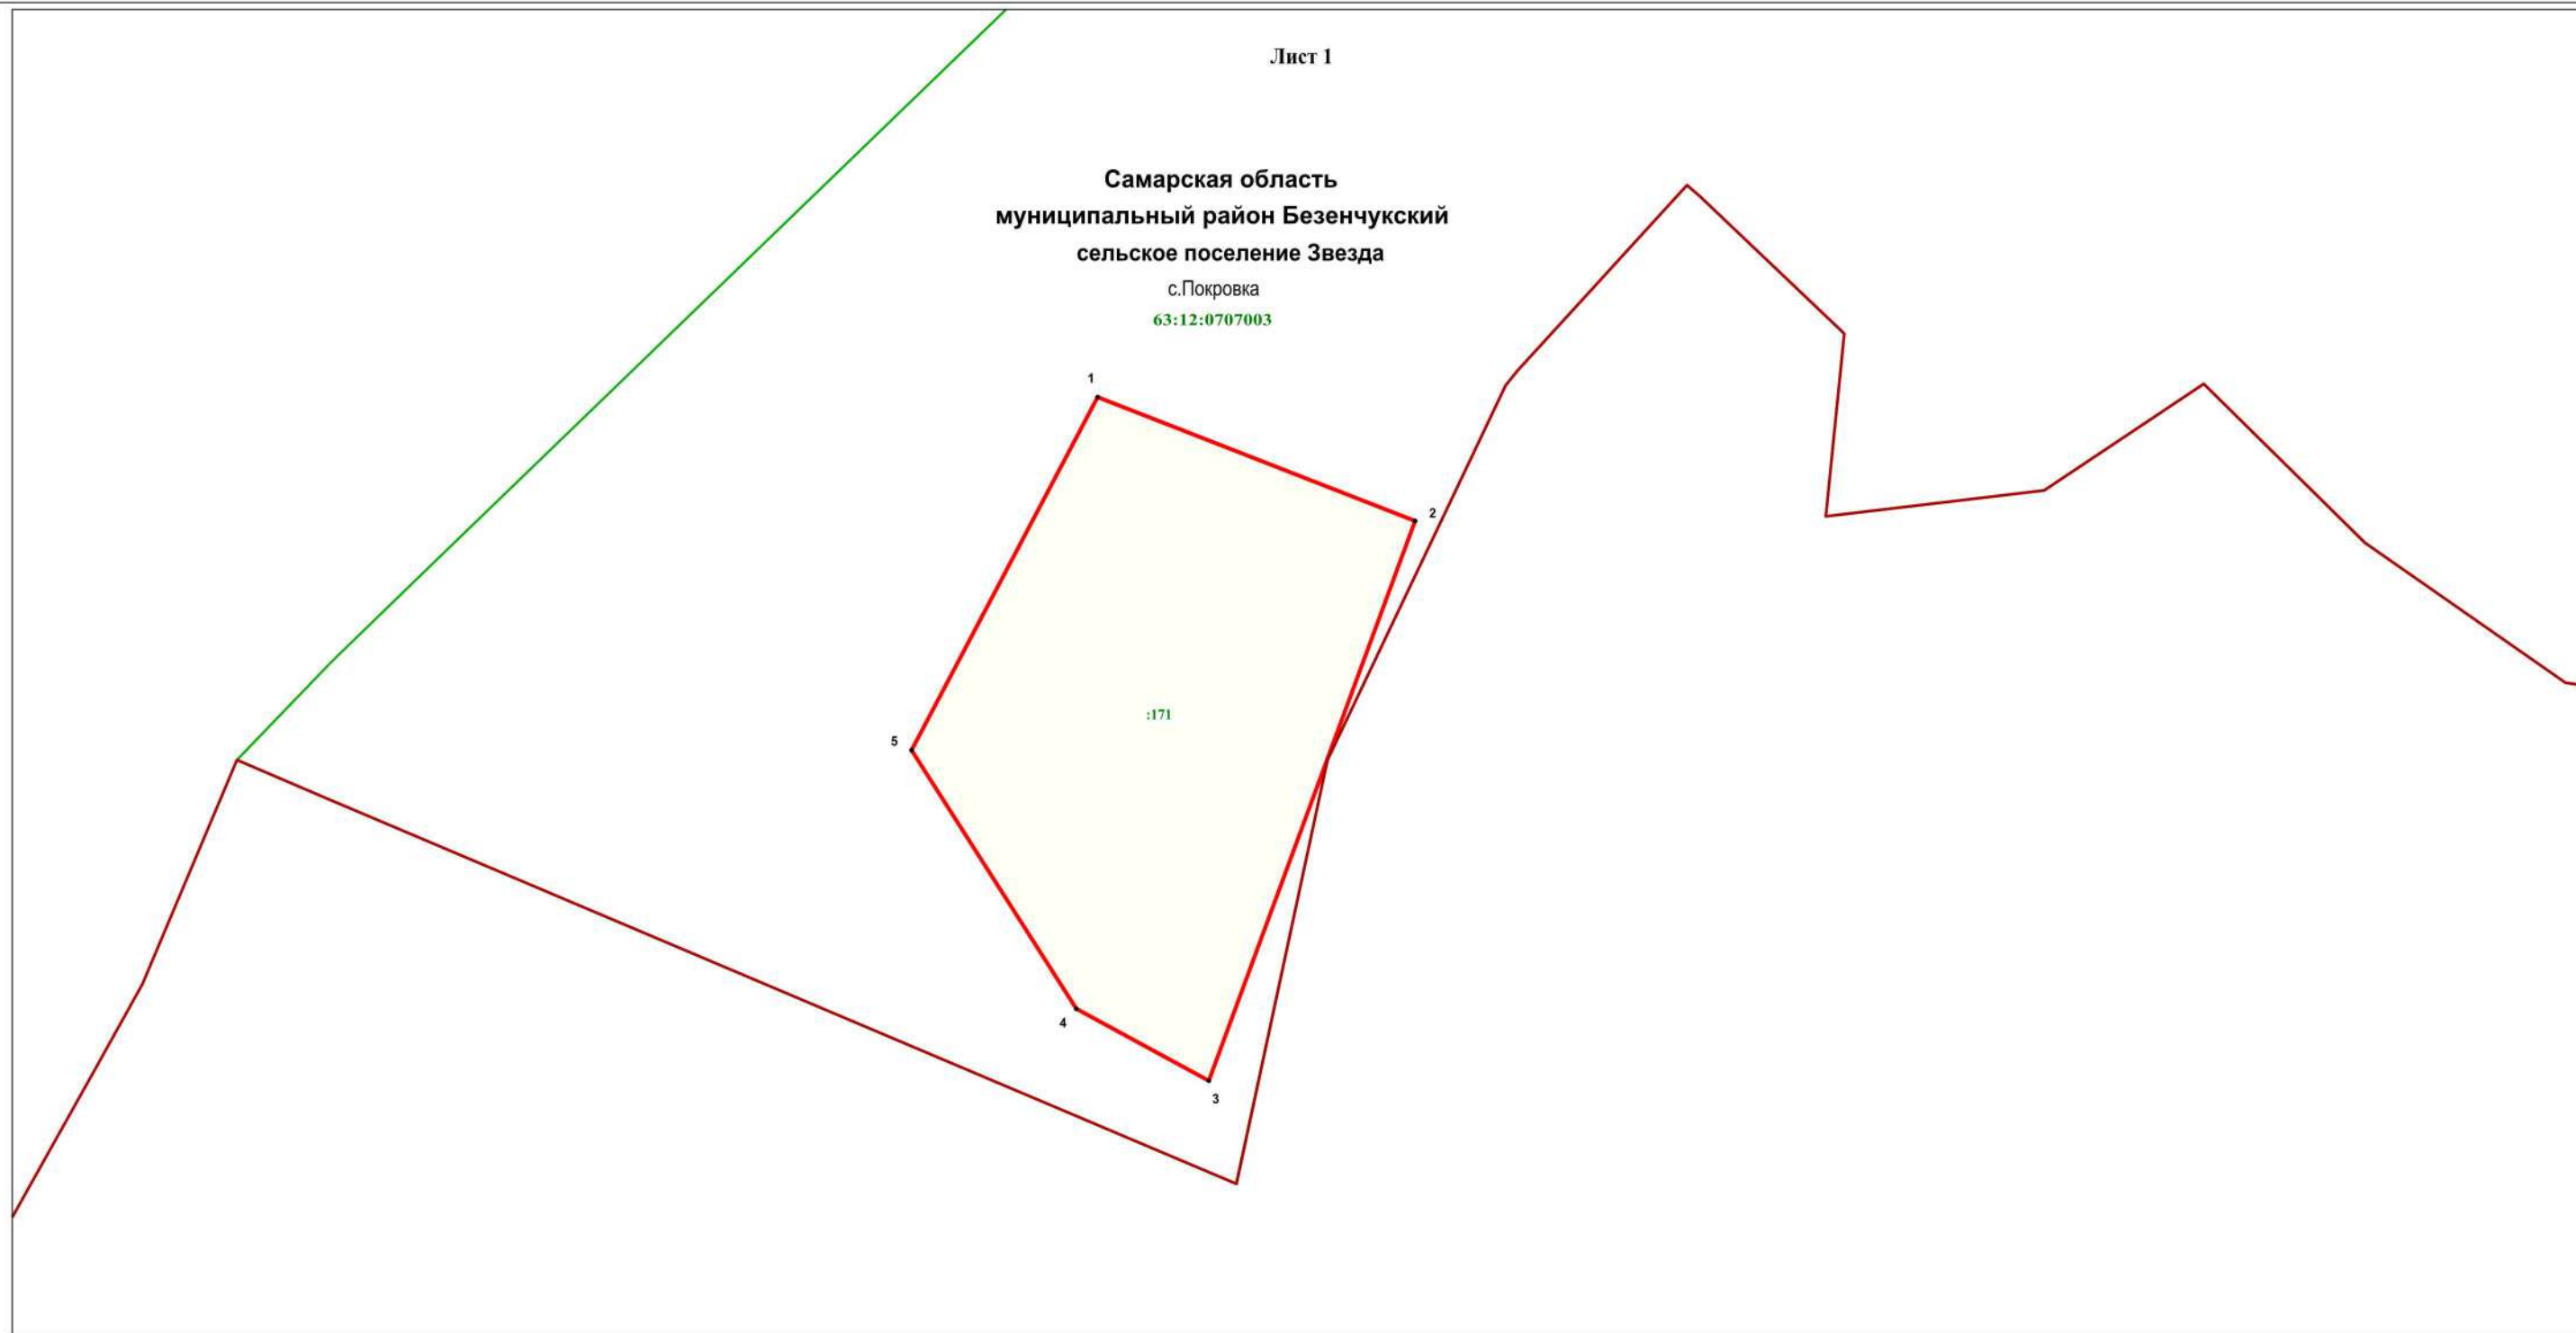 Лист 1
Самарская область
муниципальный район Безенчукский
сельское поселение Звезда
с.Покровка
63:12:0707003
1
2
:171
5
4
3